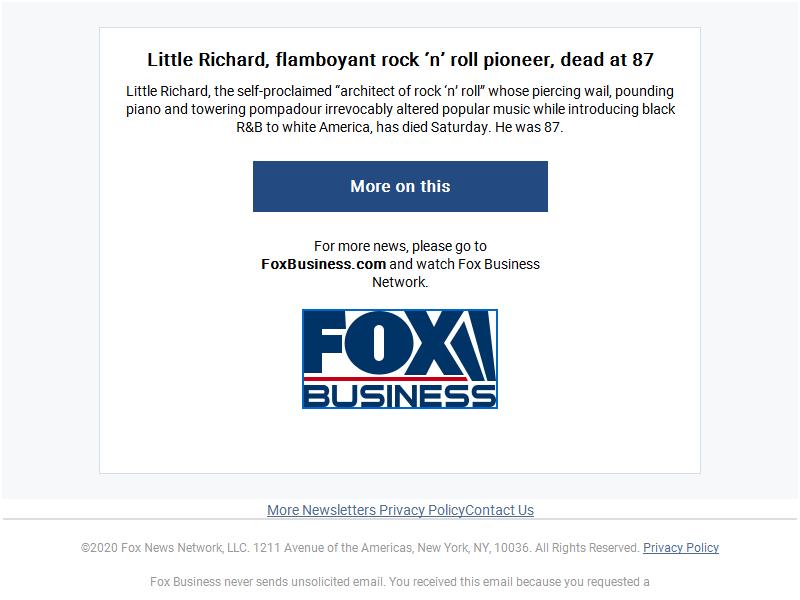 Little Richard, flamboyant rock ’n’ roll pioneer, dead at 87
Little Richard, the self-proclaimed “architect of rock ‘n’ roll” whose piercing wail, pounding
piano and towering pompadour irrevocably altered popular music while introducing black
R&B to white America, has died Saturday. He was 87.
More on this
For more news, please go to
FoxBusiness.com and watch Fox Business
Network.
FOX
BUSINESS
More Newsletters Privacy PolicyContact Us
©2020 Fox News Network, LLC. 1211 Avenue of the Americas, New York, NY, 10036. All Rights Reserved. Privacy Policy
Fox Business never sends unsolicited email. You received this email because you requested a